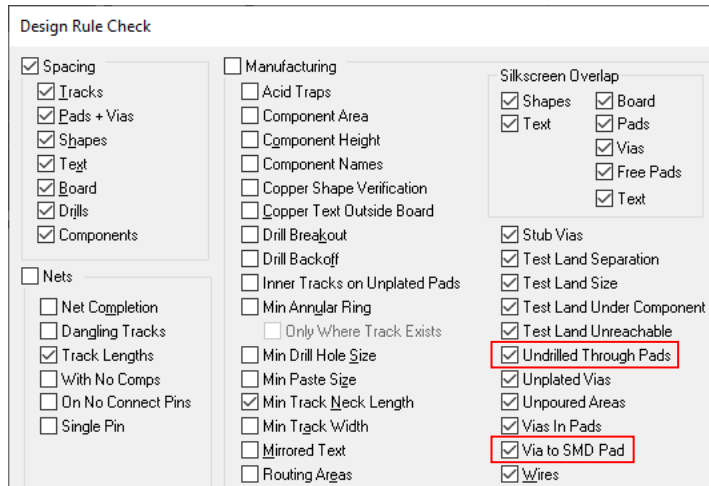 Design Rule Check
Spacing
Tracks
Pads + Vias
Shapes
Text
Board
Drills
Components
Nets
Net Completion
Dangling Tracks
Track Lengths
With No Comps
On No Connect Pins
Single Pin
Manufacturing
Acid Traps
Component Area
Component Height
Component Names
Copper Shape Verification
Copper Text Outside Board
Drill Breakout
Drill Backoff
Inner Tracks on Unplated Pads
Min Annular Ring
Only Where Track Exists
Min Drill Hole Size
Min Paste Size
Min Track Neck Length
Min Track Width
Mirrored Text
Routing Areas
Silkscreen Overlap
Shapes
Text
Board
Pads
Vias
Free Pads
Text
Stub Vias
Test Land Separation
Test Land Size
Test Land Under Component
Test Land Unreachable
Undrilled Through Pads
Unplated Vias
Unpoured Areas
Vias In Pads
Via to SMD Pad
Wires